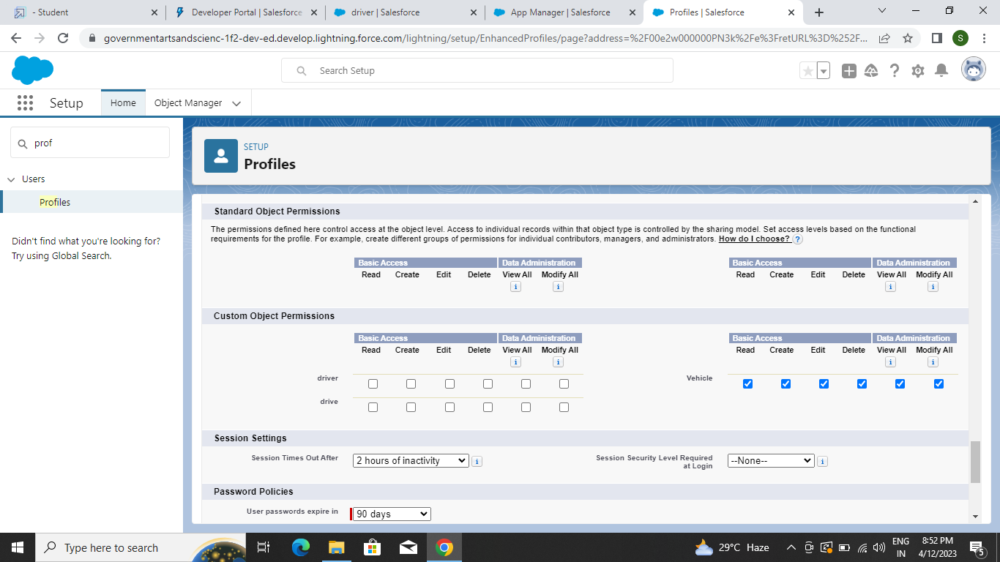 - Student
Developer Portal | Salesforce
driver | Salesforce
App Manager | Salesforce
Profiles | Salesforce
governmentartsandscienc-1f2-dev-ed.develop.lightning.force.com/lightning/setup/EnhancedProfiles/page?address=%2F00e2w000000PN3k%2Fe%3FretURL%3D%252F...
S
Search Setup
Setup
Home
Object Manager
prof
Users
Profiles
Didn't find what you're looking for?
Try using Global Search.
SETUP
Profiles
Standard Object Permissions
The permissions defined here control access at the object level. Access to individual records within that object type is controlled by the sharing model. Set access levels based on the functional
requirements for the profile. For example, create different groups of permissions for individual contributors, managers, and administrators. How do I choose? ?
Basic Access Data Administration Basic Access Data Administration
Read Create Edit Delete View All Modify All Read Create Edit Delete View All Modify All
i i i i
Custom Object Permissions
Basic Access Data Administration Basic Access Data Administration
Read Create Edit Delete View All Modify All Read Create Edit Delete View All Modify All
i i i i
driver Vehicle
drive
Session Settings
Session Times Out After 2 hours of inactivity i Session Security Level Required
at Login --None-- i
Password Policies
User passwords expire in 90 days
Type here to search
29°C Haze
ENG
IN
8:52 PM
4/12/2023
5